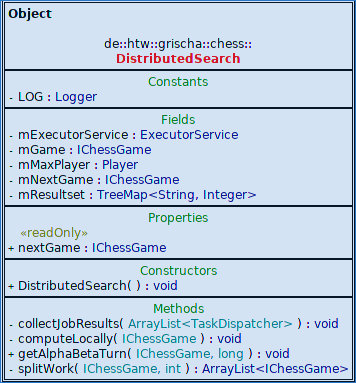 Object
de::htw::grischa::chess::
DistributedSearch
Constants
- LOG : Logger
Fields
- mExecutorService : ExecutorService
- mGame : IChessGame
- mMaxPlayer : Player
- mNextGame : IChessGame
- mResultset : TreeMap<String, Integer>
Properties
«readOnly»
+ nextGame : IChessGame
Constructors
+ DistributedSearch( ) : void
Methods
- collectJobResults( ArrayList<TaskDispatcher> ) : void
- computeLocally( IChessGame ) : void
+ getAlphaBetaTurn( IChessGame, long ) : void
- splitWork( IChessGame, int ) : ArrayList<IChessGame>